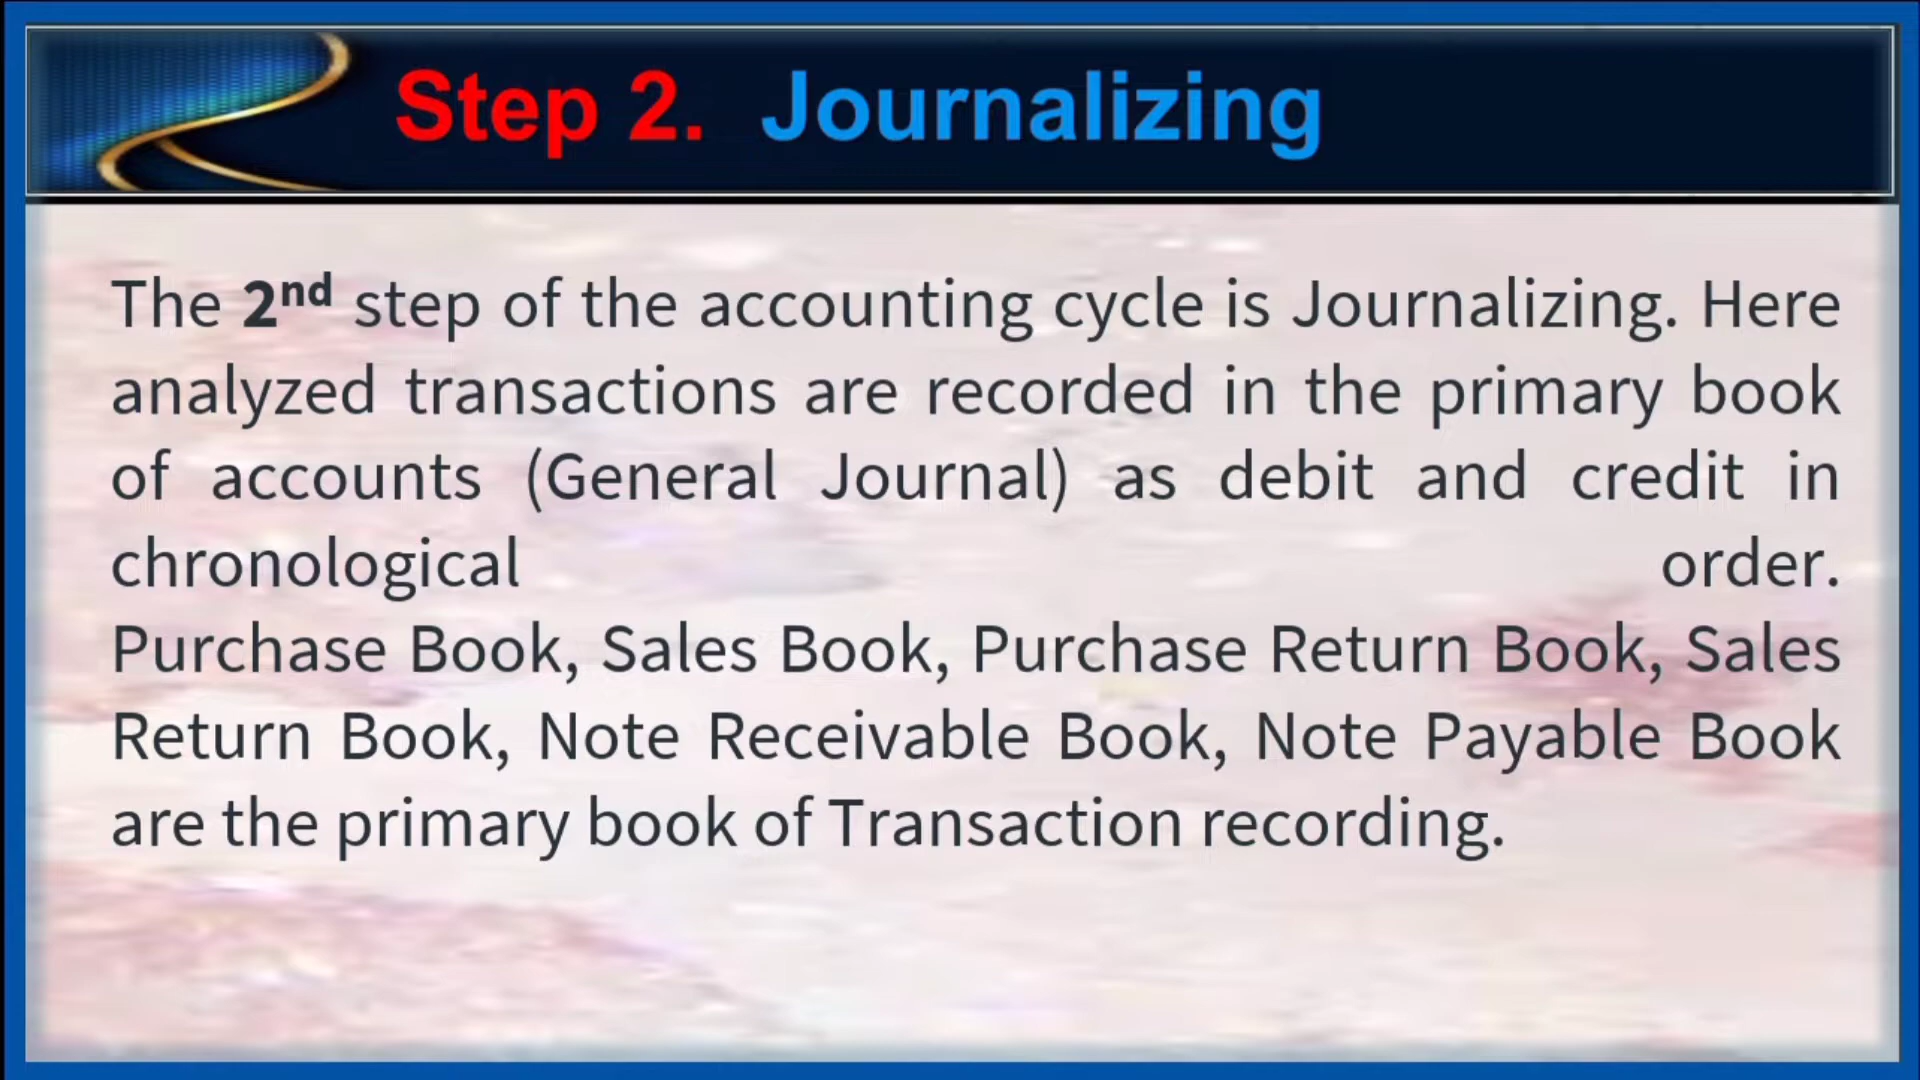 Step 2. Journalizing
The 2nd step of the accounting cycle is Journalizing. Here
analyzed transactions are recorded in the primary book
of accounts (General Journal) as debit and credit in
chronological order.
Purchase Book, Sales Book, Purchase Return Book, Sales
Return Book, Note Receivable Book, Note Payable Book
are the primary book of Transaction recording.